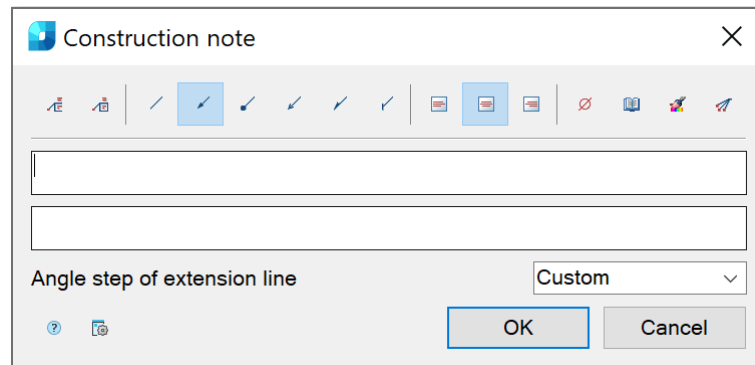 Construction note
Angle step of extension line
Custom
OK
Cancel